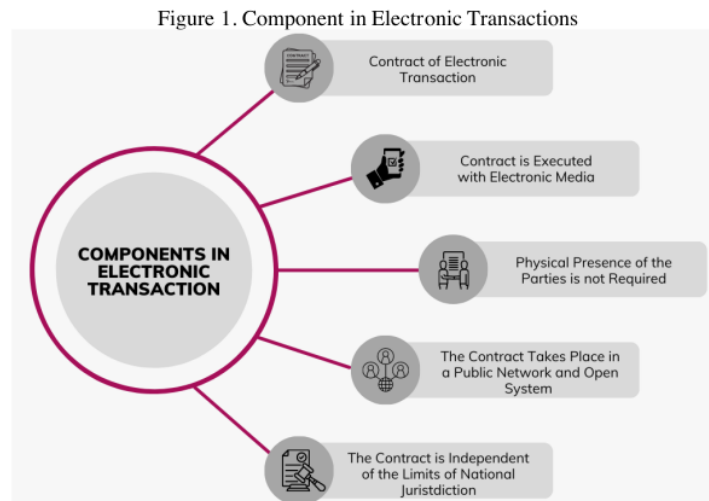 Figure 1. Component in Electronic Transactions
Contract of Electronic
Transaction
Contract is Executed
with Electronic Media
COMPONENTS IN
ELECTRONIC
TRANSACTION
Physical Presence of the
Parties is not Required
The Contract Takes Place in
a Public Network and Open
System
The Contract is Independent
of the Limits of National
Juristdiction